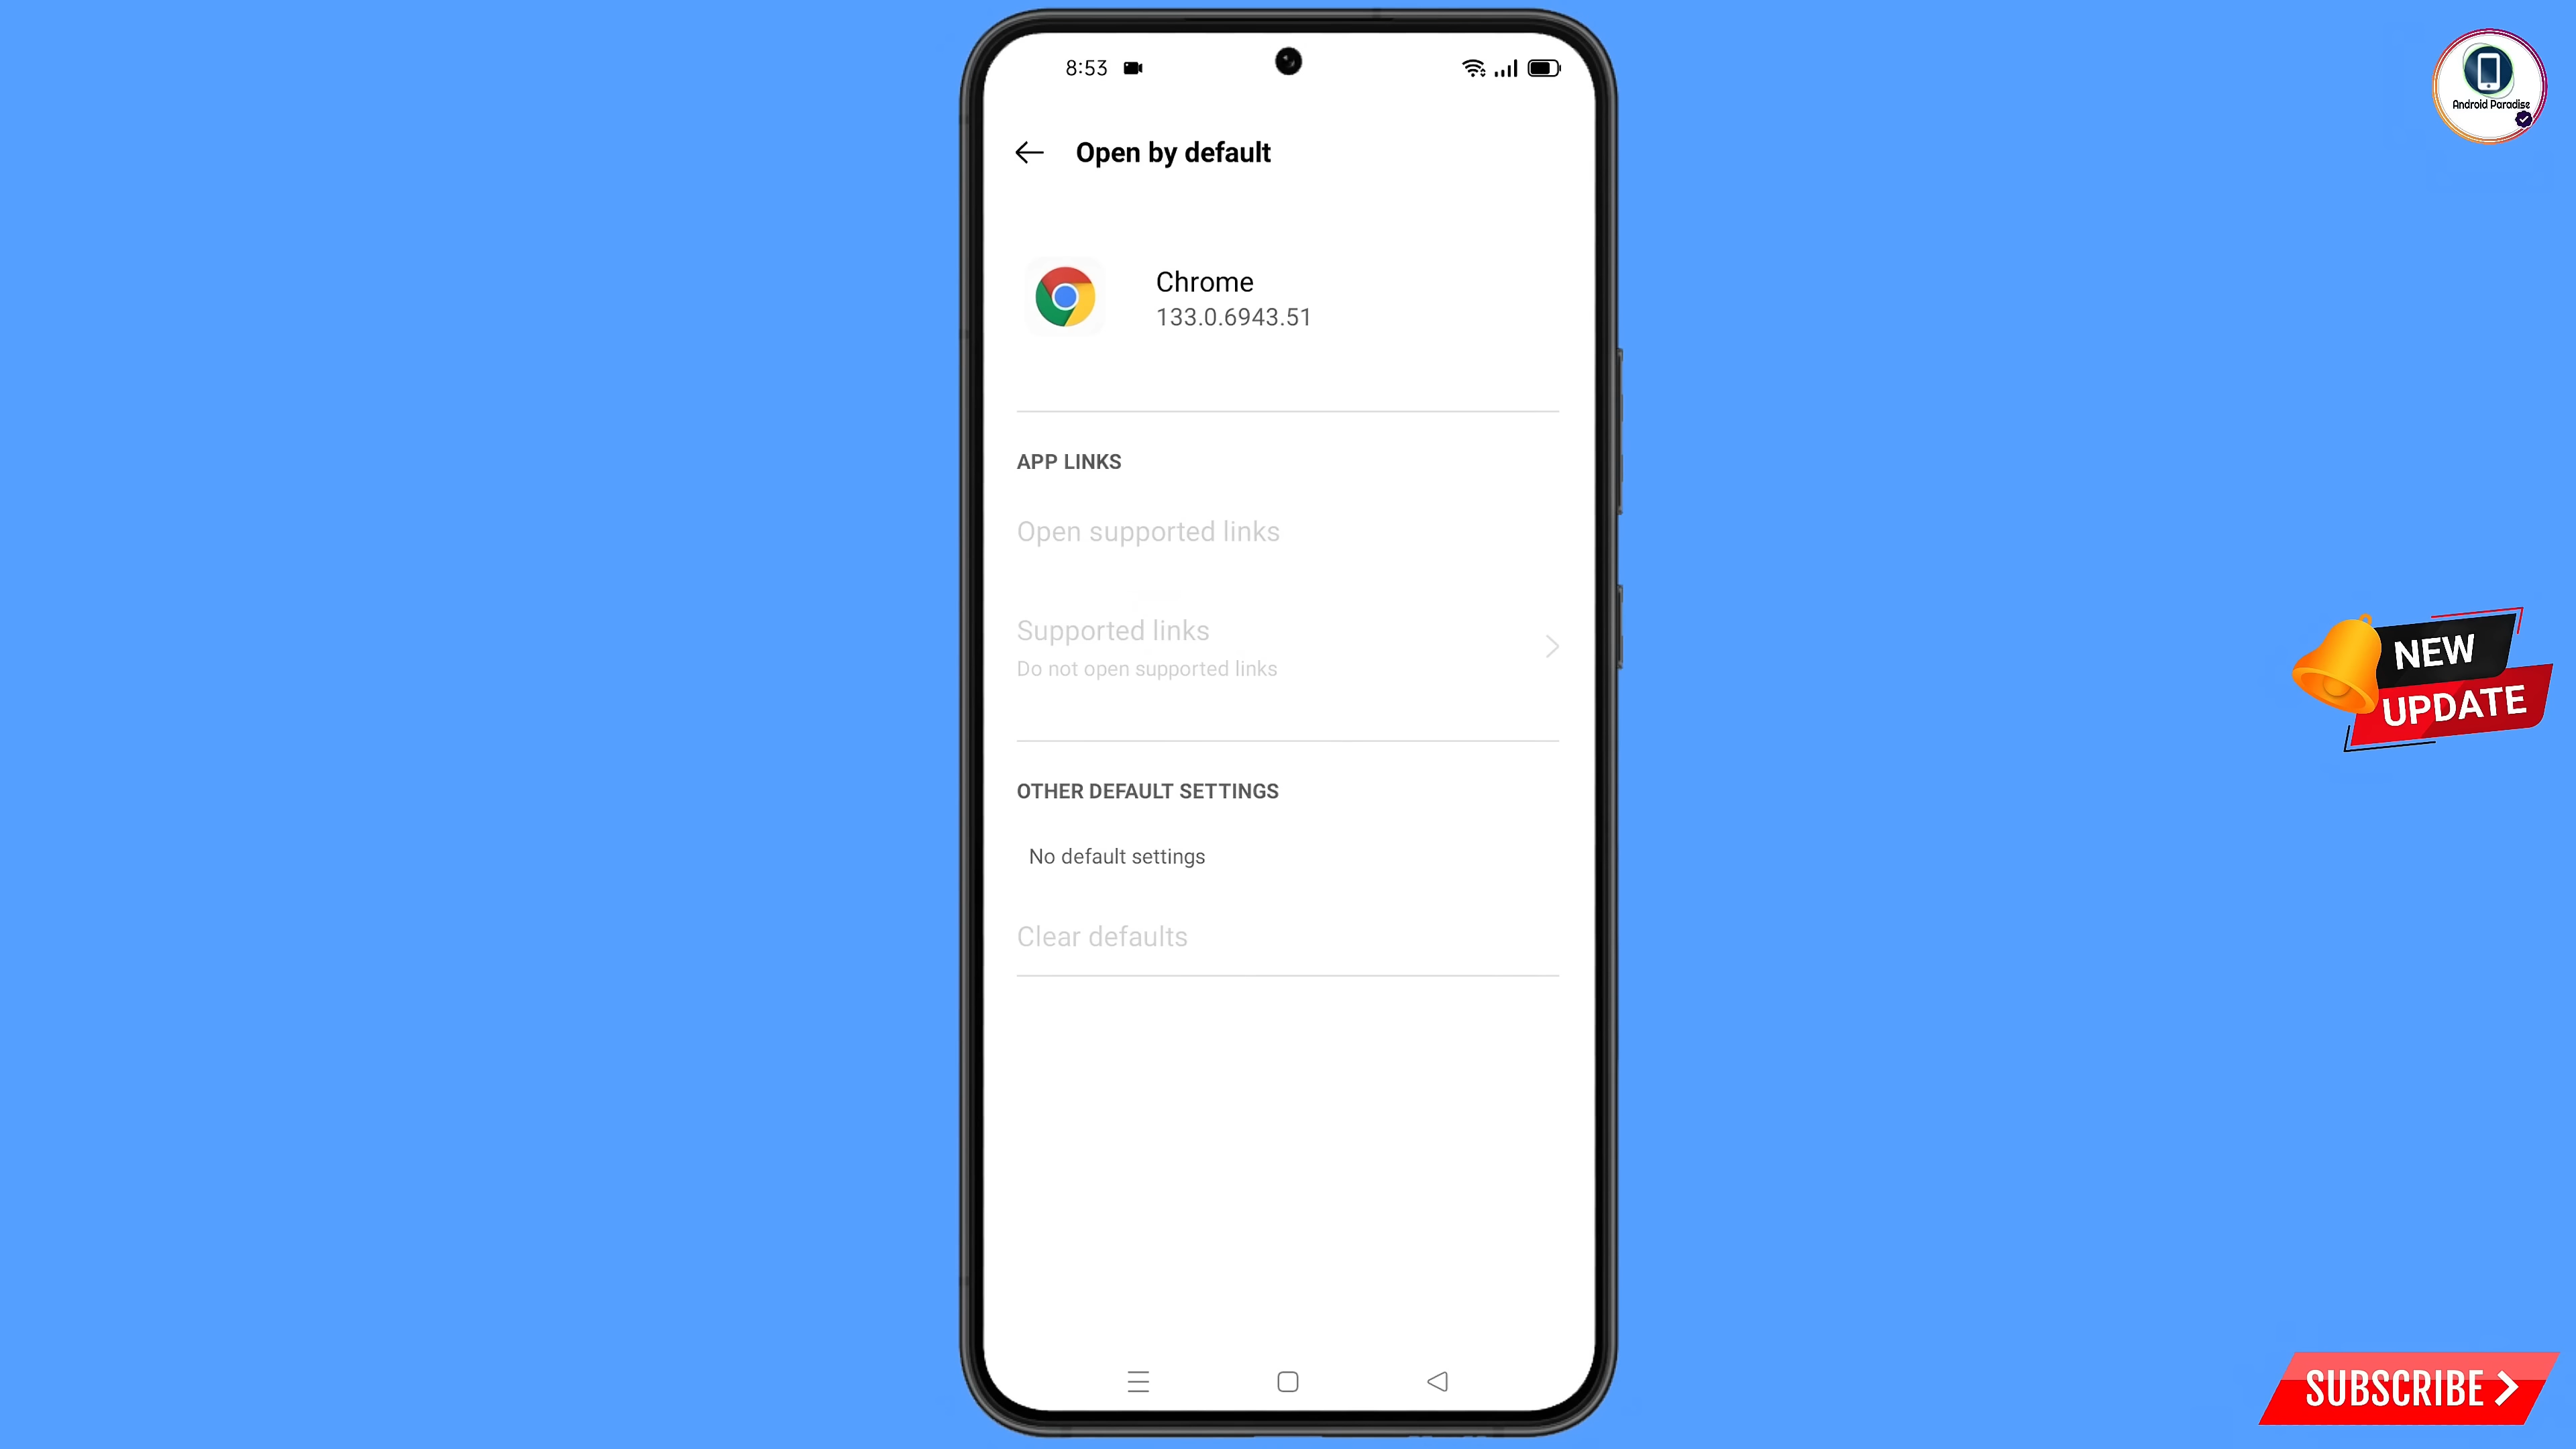 8:53
Open by default
Chrome
133.0.6943.51
APP LINKS
Open supported links
Supported links
Do not open supported links
OTHER DEFAULT SETTINGS
No default settings
Clear defaults
Android Paradise
NEW
UPDATE
SUBSCRIBE